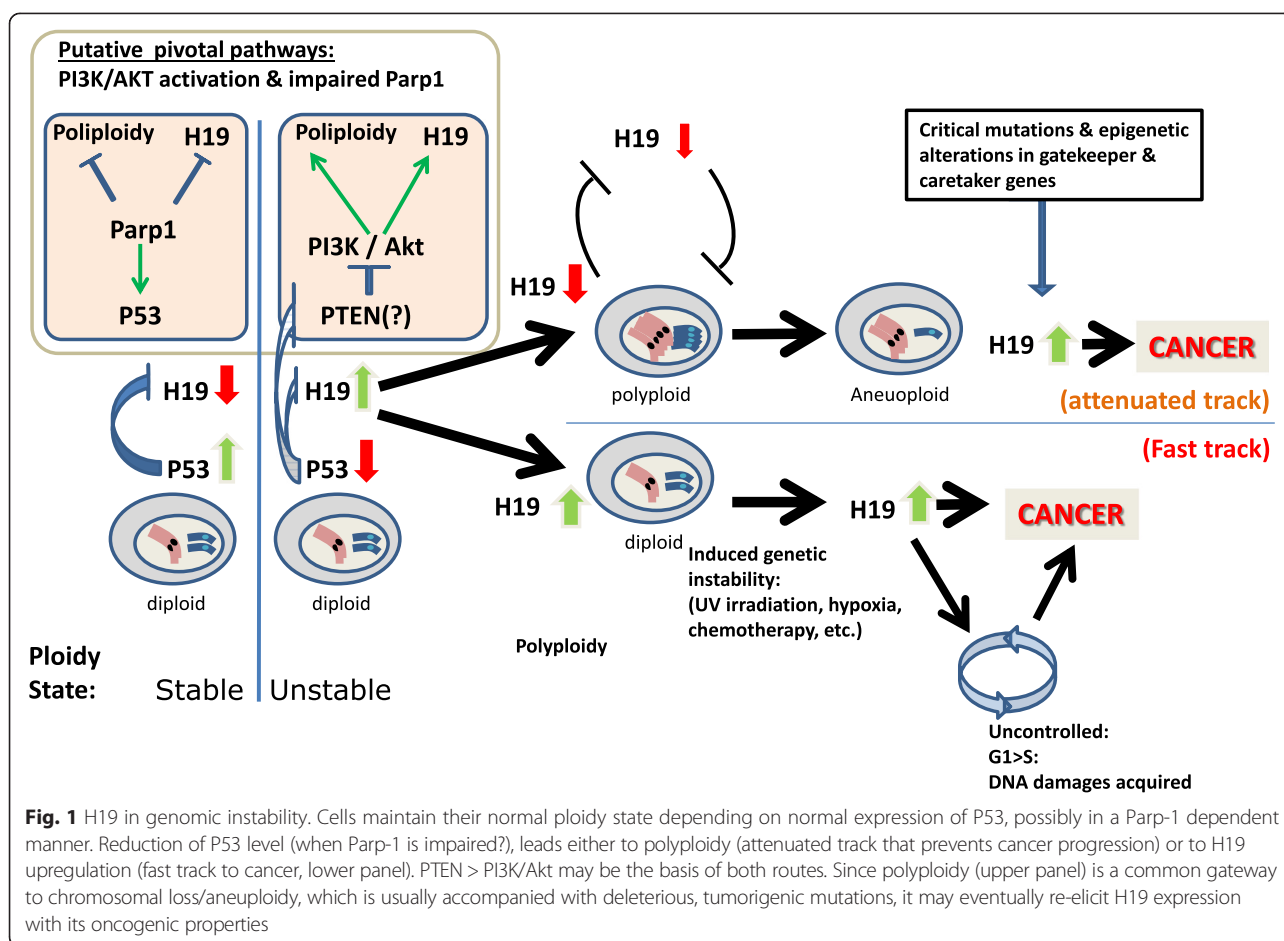 Putative pivotal pathways:
PI3K/AKT activation & impaired Parp1
Poliploidy
H19
Parp1
P53
Poliploidy
H19
PI3K / Akt
PTEN(?)
H19
P53
diploid
H19
P53
diploid
Ploidy
State:
Stable
Unstable
H19
H19
polyploid
Aneuoploid
Critical mutations & epigenetic
alterations in gatekeeper &
caretaker genes
H19
CANCER
(attenuated track)
(Fast track)
H19
diploid
Induced genetic
instability:
(UV irradiation, hypoxia,
chemotherapy, etc.)
Polyploidy
H19
CANCER
Uncontrolled:
G1>S:
DNA damages acquired
Fig. 1 H19 in genomic instability. Cells maintain their normal ploidy state depending on normal expression of P53, possibly in a Parp-1 dependent
manner. Reduction of P53 level (when Parp-1 is impaired?), leads either to polyploidy (attenuated track that prevents cancer progression) or to H19
upregulation (fast track to cancer, lower panel). PTEN > PI3K/Akt may be the basis of both routes. Since polyploidy (upper panel) is a common gateway
to chromosomal loss/aneuploidy, which is usually accompanied with deleterious, tumorigenic mutations, it may eventually re-elicit H19 expression
with its oncogenic properties